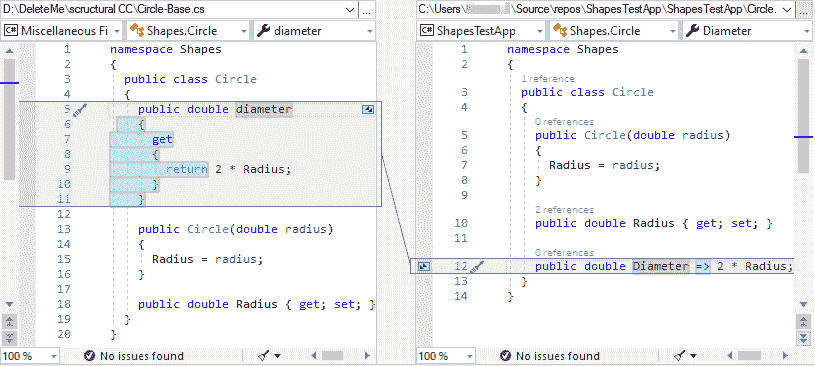 D:\DeleteMe\scructural CC\Circle-Base.cs
...
C# Miscellaneous Fi
Shapes.Circle
diameter
1 namespace Shapes
2 {
3 public class Circle
4 {
5 public double diameter
6 {
7 get
8 {
9 return 2 * Radius;
10 }
11 }
12
13 public Circle(double radius)
14 {
15 Radius = radius;
16 }
17
18 public double Radius { get; set; }
19 }
20 }
100 %
No issues found
C:\Users\
\Source\repos\ShapesTestApp\ShapesTestApp\Circle.
...
C# ShapesTestApp
Shapes.Circle
Diameter
1 namespace Shapes
2 {
1 reference
3 public class Circle
4 {
0 references
5 public Circle(double radius)
6 {
7 Radius = radius;
8 }
9
2 references
10 public double Radius { get; set; }
11
0 references
12 public double Diameter => 2 * Radius;
13 }
14 }
100 %
No issues found